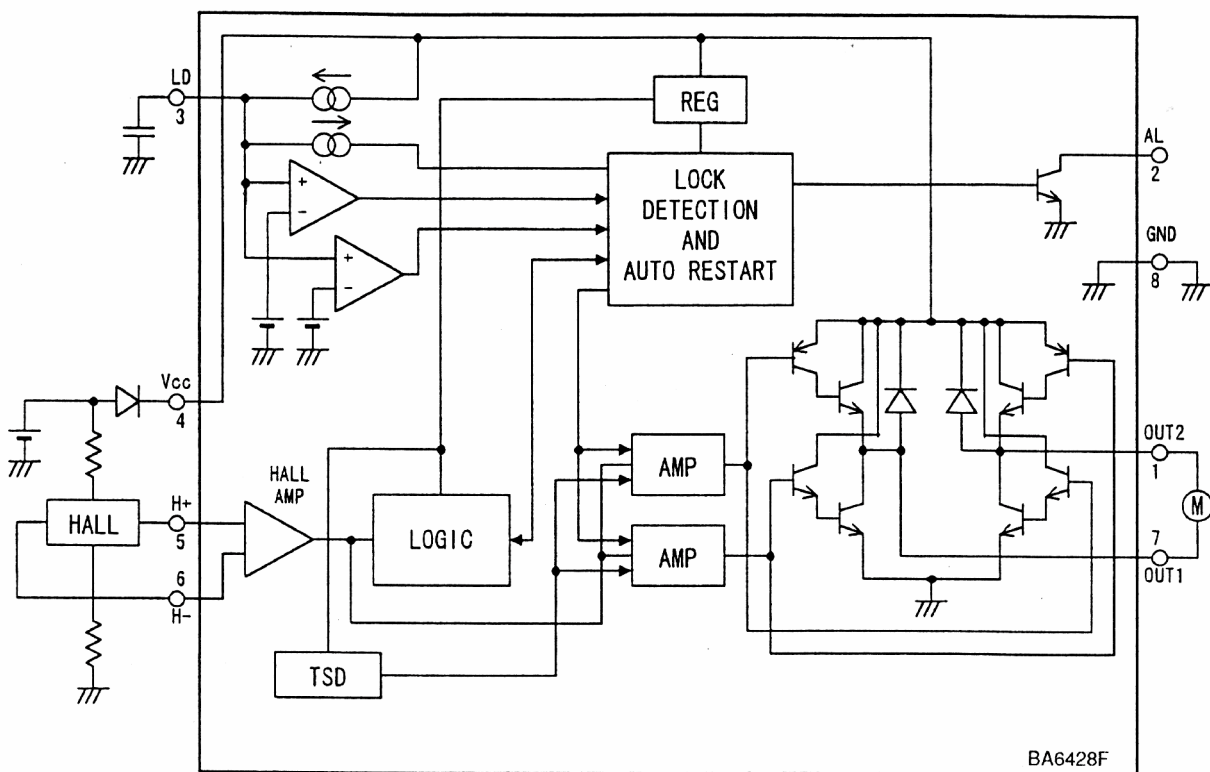 LD
3
REG
LOCK
DETECTION
AND
AUTO RESTART
AL
2
GND
8
+
-
+
-
Vcc
4
HALL
H+
5
6
H-
HALL
AMP
LOGIC
AMP
AMP
TSD
OUT2
1
M
7
OUT1
BA6428F